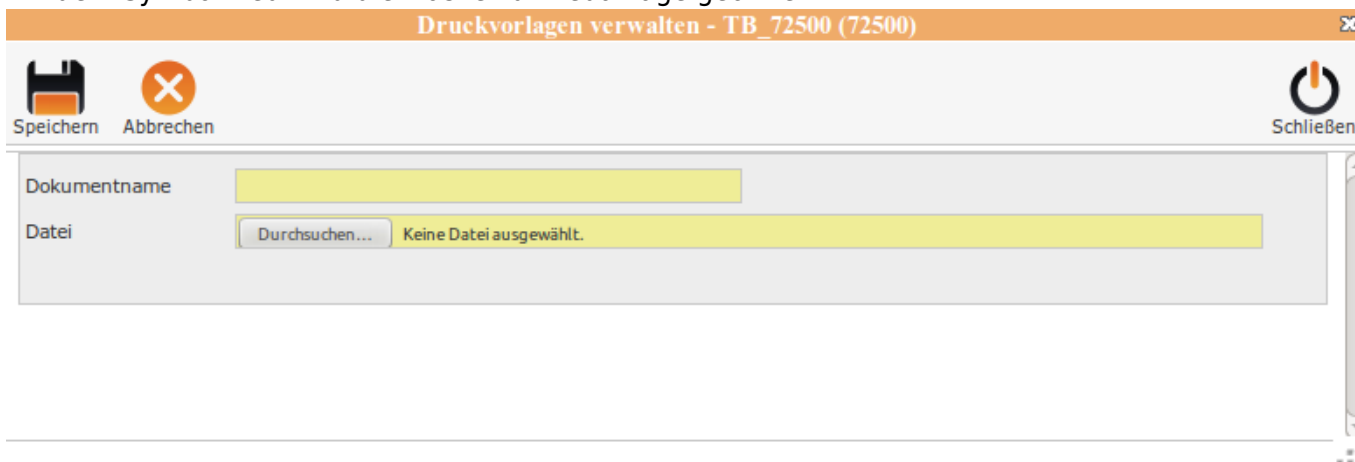 Druckvorlagen verwalten - TB_72500 (72500)
Speichern Abbrechen Schließen
Dokumentname
Datei Durchsuchen... Keine Datei ausgewählt.